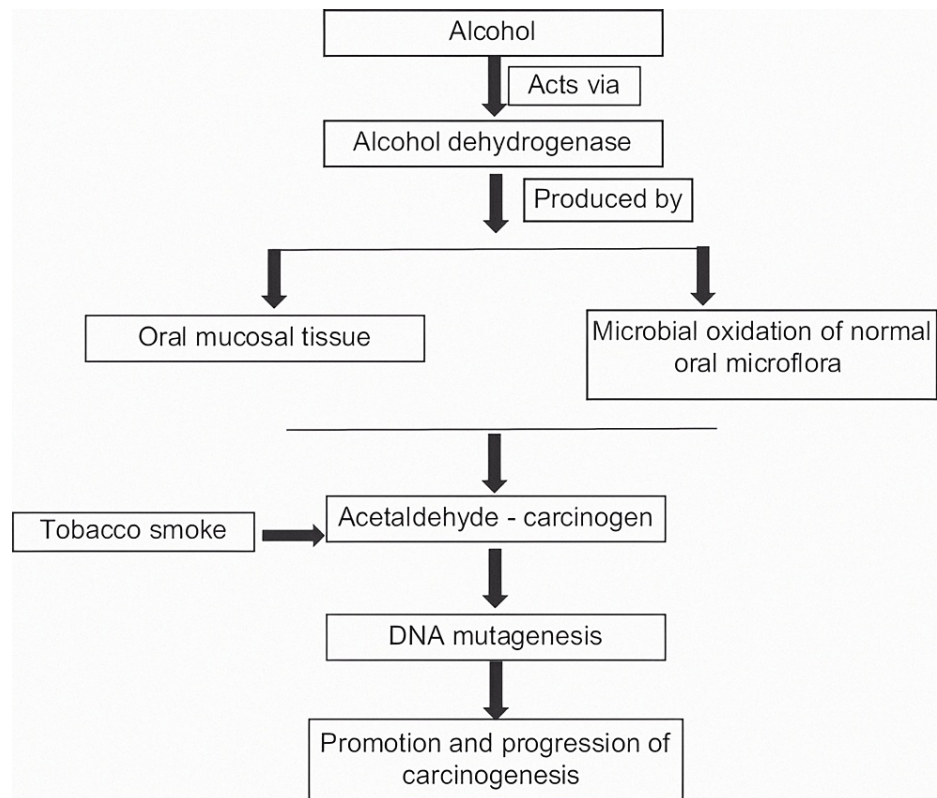 Alcohol
Acts via
Alcohol dehydrogenase
Produced by
Oral mucosal tissue
Microbial oxidation of normal
oral microflora
Tobacco smoke
Acetaldehyde - carcinogen
DNA mutagenesis
Promotion and progression of
carcinogenesis